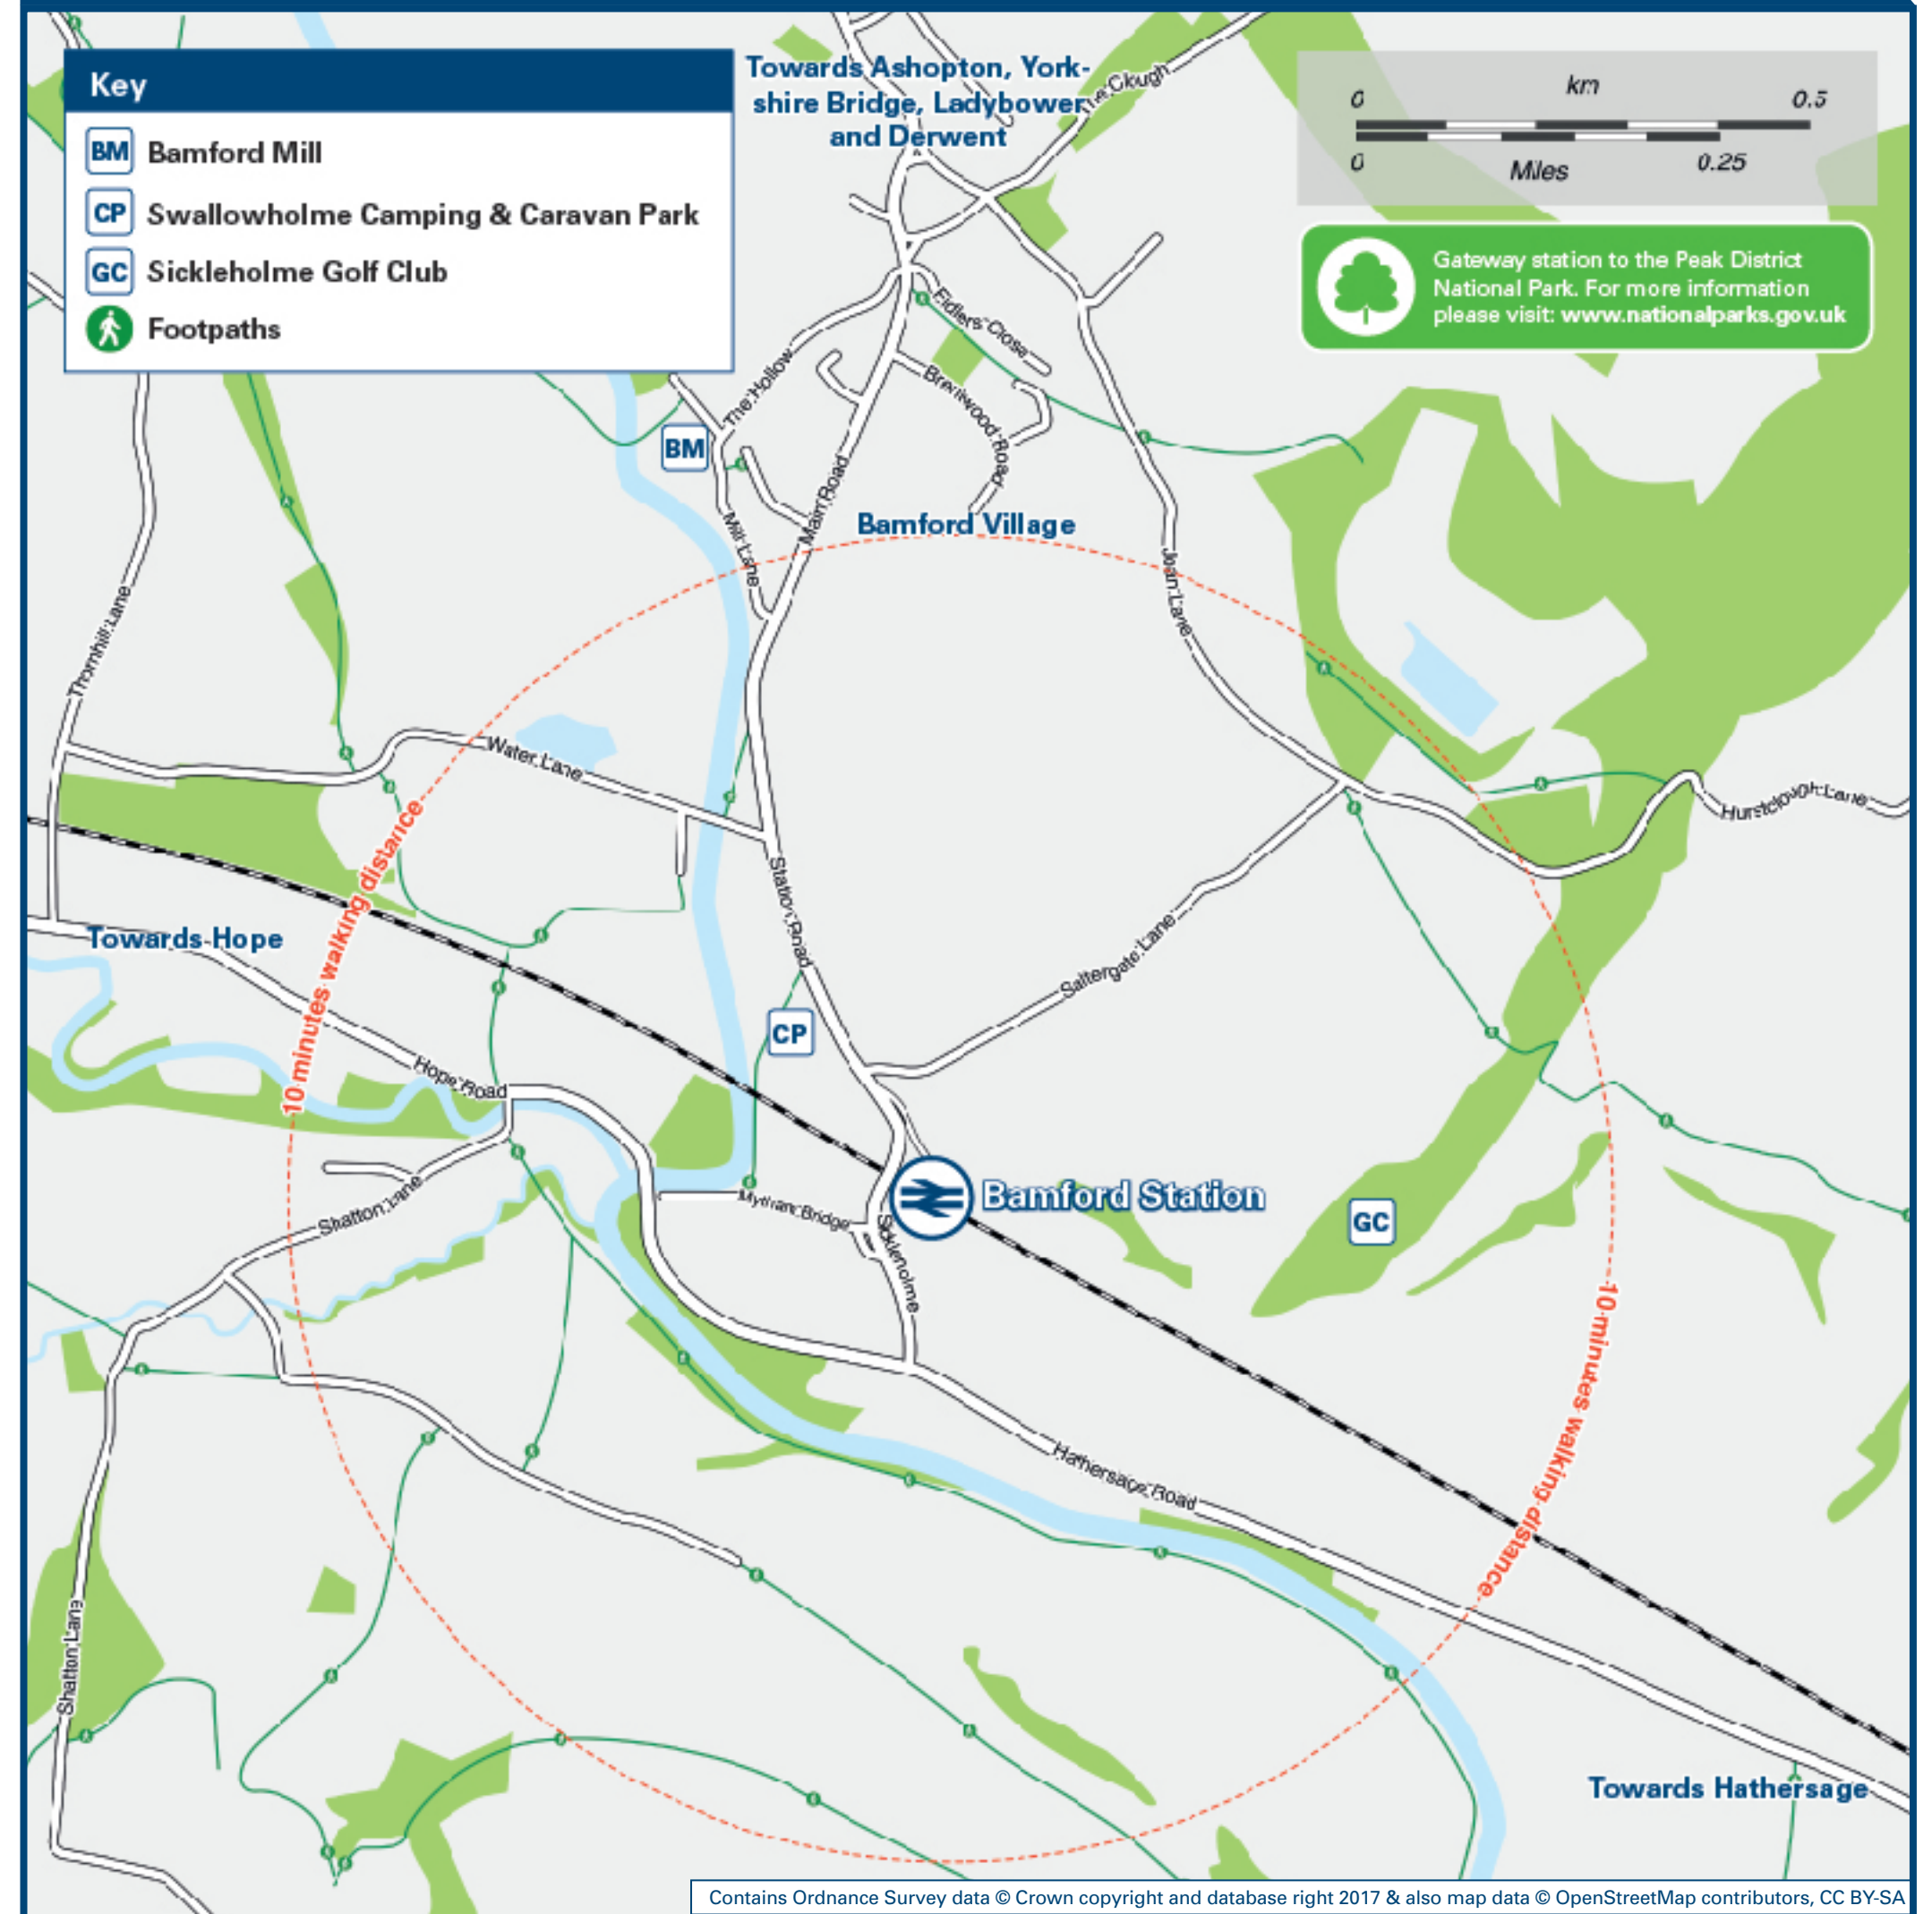 Key
BM Bamford Mill
CP Swallowholme Camping & Caravan Park
GC Sickleholme Golf Club
Footpaths
Towards Ashopton, York-
shire Bridge, Ladybower
and Derwent
Clough
km
0 0.5
0 0.25
Miles
Gateway station to the Peak District
National Park. For more information
please visit: www.nationalparks.gov.uk
Fidlers Close
The Hollow
Brentwood Road
BM
Main Road
Mill Lane
Bamford Village
Joan Lane
Thornhill Lane
Water Lane
Hurstclough Lane
10 minutes walking distance
Station Road
Towards Hope
Saltergate Lane
CP
Hope Road
Bamford Station
Mytham Bridge
Sickleholme
GC
Shatton Lane
10 minutes walking distance
Hathersage Road
Shatton Lane
Towards Hathersage
Contains Ordnance Survey data © Crown copyright and database right 2017 & also map data © OpenStreetMap contributors, CC BY-SA